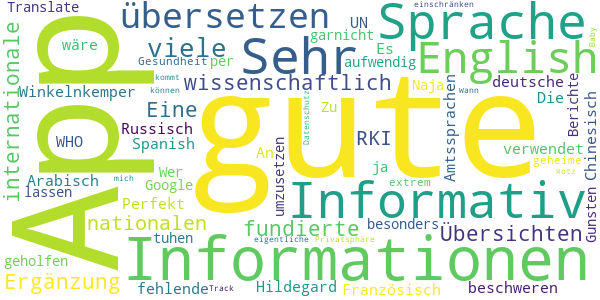 Translate
übersetzen
UN
einschränken
Sprache
Baby
internationale
App
wäre
viele
garnicht
Es
Sehr
English
Gesundheit
per
aufwendig
kommt
Winkelnkemper
können
wissenschaftlich
Naja
wann
deutsche
Berichte
Eine
gute
Zu
Amtssprachen
Die
Chinesisch
WHO
Russisch
Datenschutz
RKI
verwendet
Spanish
An
umzusetzen
geheime
Arabisch
mich
Wer
ja
extrem
#osz
lassen
Google
Gunsten
Perfekt
Informativ
nationalen
fundierte
besonders
Übersichten
tuhen
eigentliche
Privatsphäre
geholfen
Informationen
Ergänzung
fehlende
Track
Hildegard
Französisch
beschweren